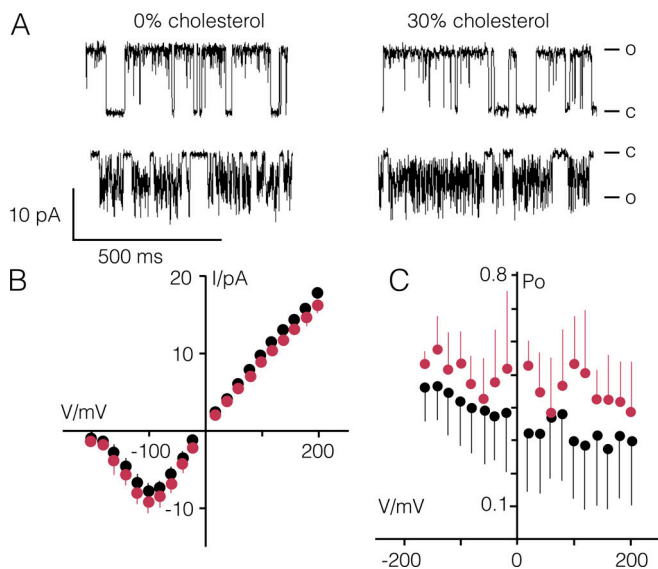 A
0% cholesterol
30% cholesterol
O
C
C
O
10 pA
500 ms
B
I/pA
20
10
V/mV
-100
200
-10
C
0.8
Po
V/mV
0.1
-200
0
200